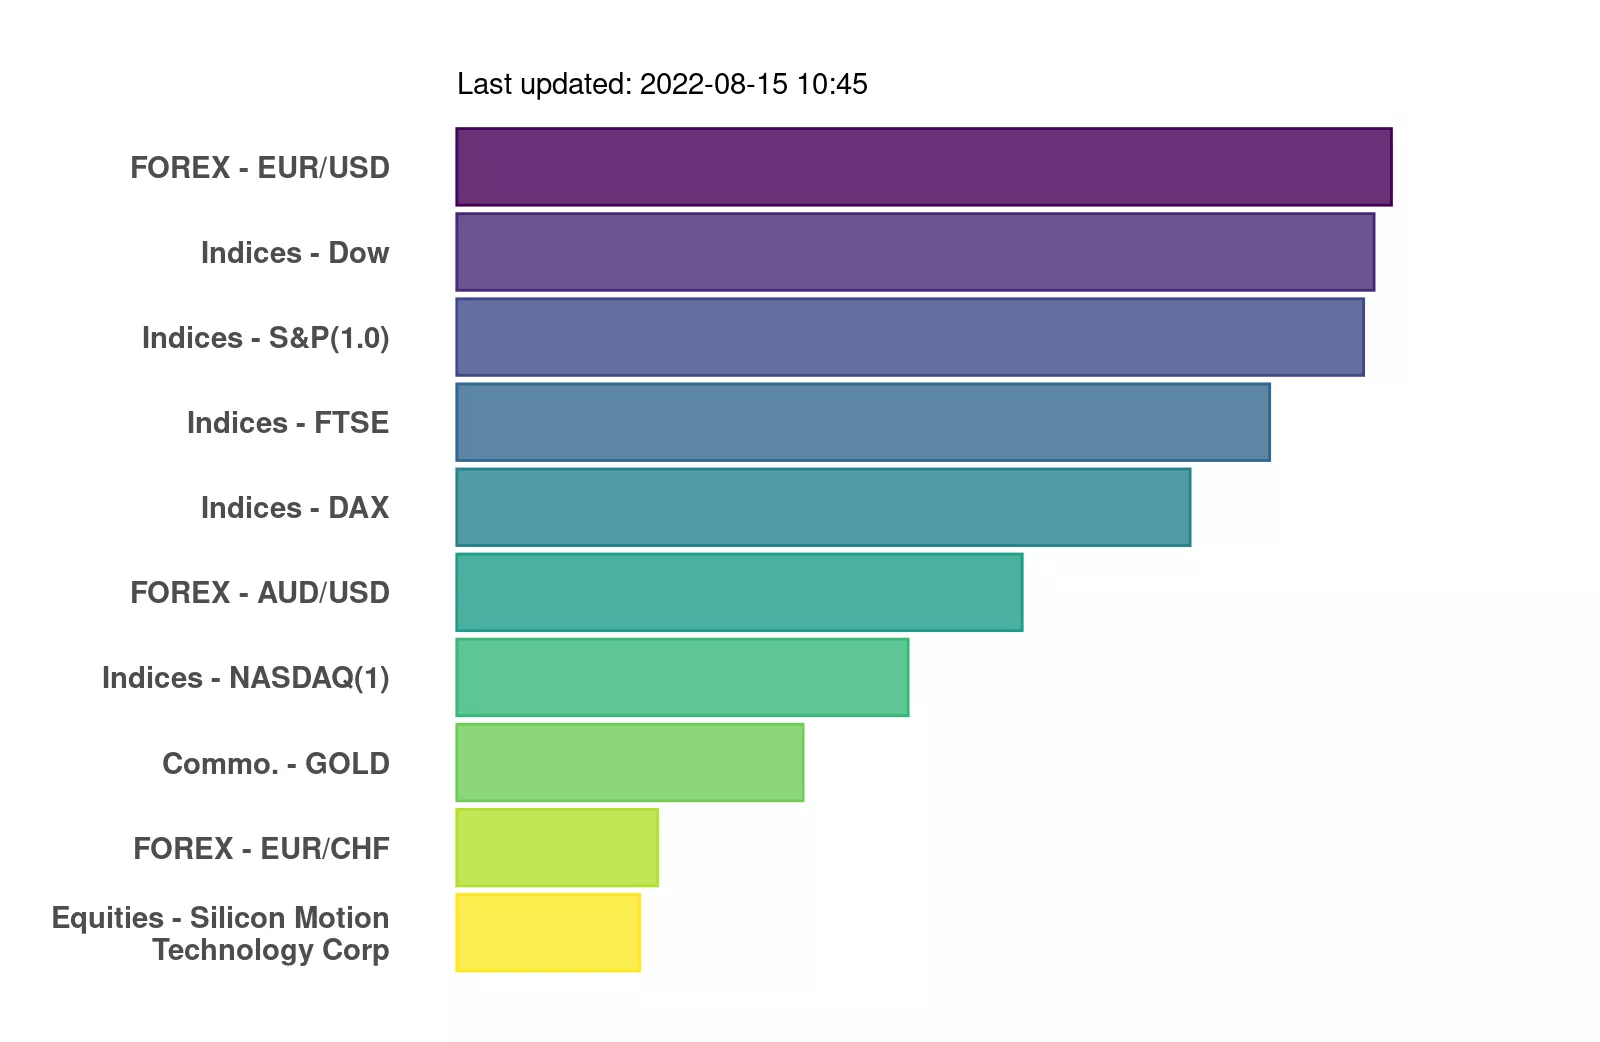 Last updated: 2022-08-15 10:45
FOREX - EUR/USD
Indices - Dow
Indices - S&P(1.0)
Indices - FTSE
Indices - DAX
FOREX - AUD/USD
Indices - NASDAQ(1)
Commo. - GOLD
FOREX - EUR/CHF
Equities - Silicon Motion
Technology Corp